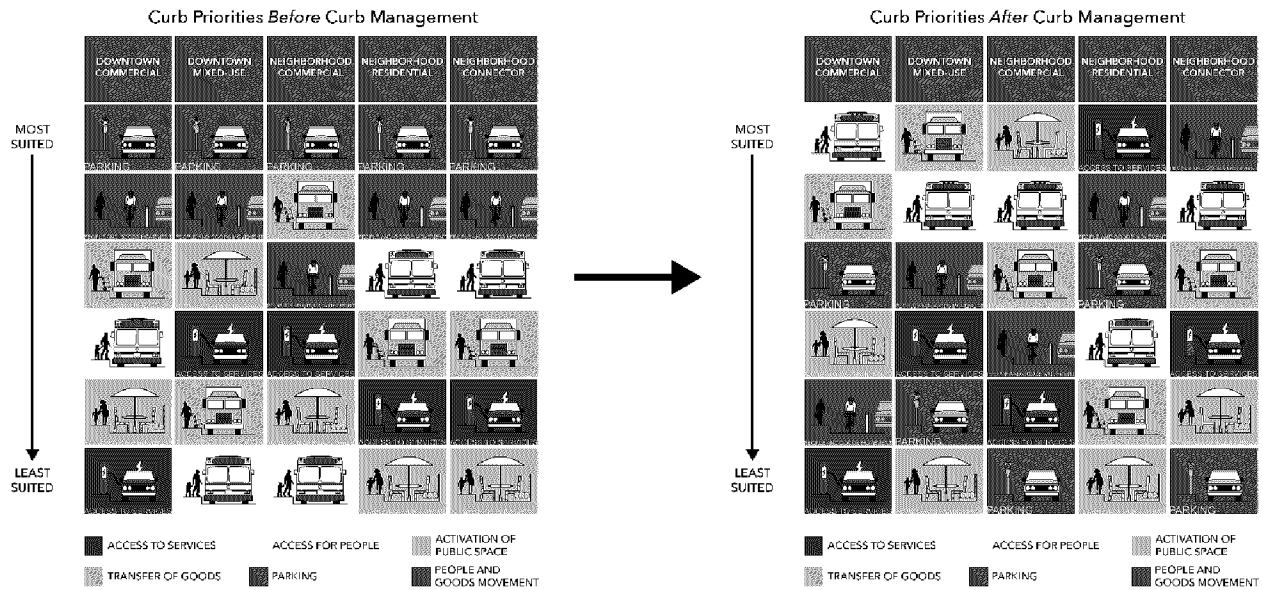 Curb Priorities Before Curb Management
DOWNTOWN COMMERCIAL
DOWNTOWN MIXED-USE
NEIGHBORHOOD COMMERCIAL
NEIGHBORHOOD RESIDENTIAL
NEIGHBORHOOD CONNECTOR
MOST SUITED
PARKING
PARKING
PARKING
PARKING
PARKING
ACCESS TO SERVICES
ACCESS TO SERVICES
LEAST SUITED
ACCESS TO SERVICES
ACCESS FOR PEOPLE
ACTIVATION OF
PUBLIC SPACE
TRANSFER OF GOODS
PARKING
PEOPLE AND
GOODS MOVEMENT
Curb Priorities After Curb Management
DOWNTOWN COMMERCIAL
DOWNTOWN MIXED-USE
NEIGHBORHOOD COMMERCIAL
NEIGHBORHOOD RESIDENTIAL
NEIGHBORHOOD CONNECTOR
MOST SUITED
ACCESS TO SERVICES
PARKING
PARKING
ACCESS TO SERVICES
ACCESS TO SERVICES
PARKING
PARKING
PARKING
LEAST SUITED
ACCESS TO SERVICES
ACCESS FOR PEOPLE
ACTIVATION OF
PUBLIC SPACE
TRANSFER OF GOODS
PARKING
PEOPLE AND
GOODS MOVEMENT